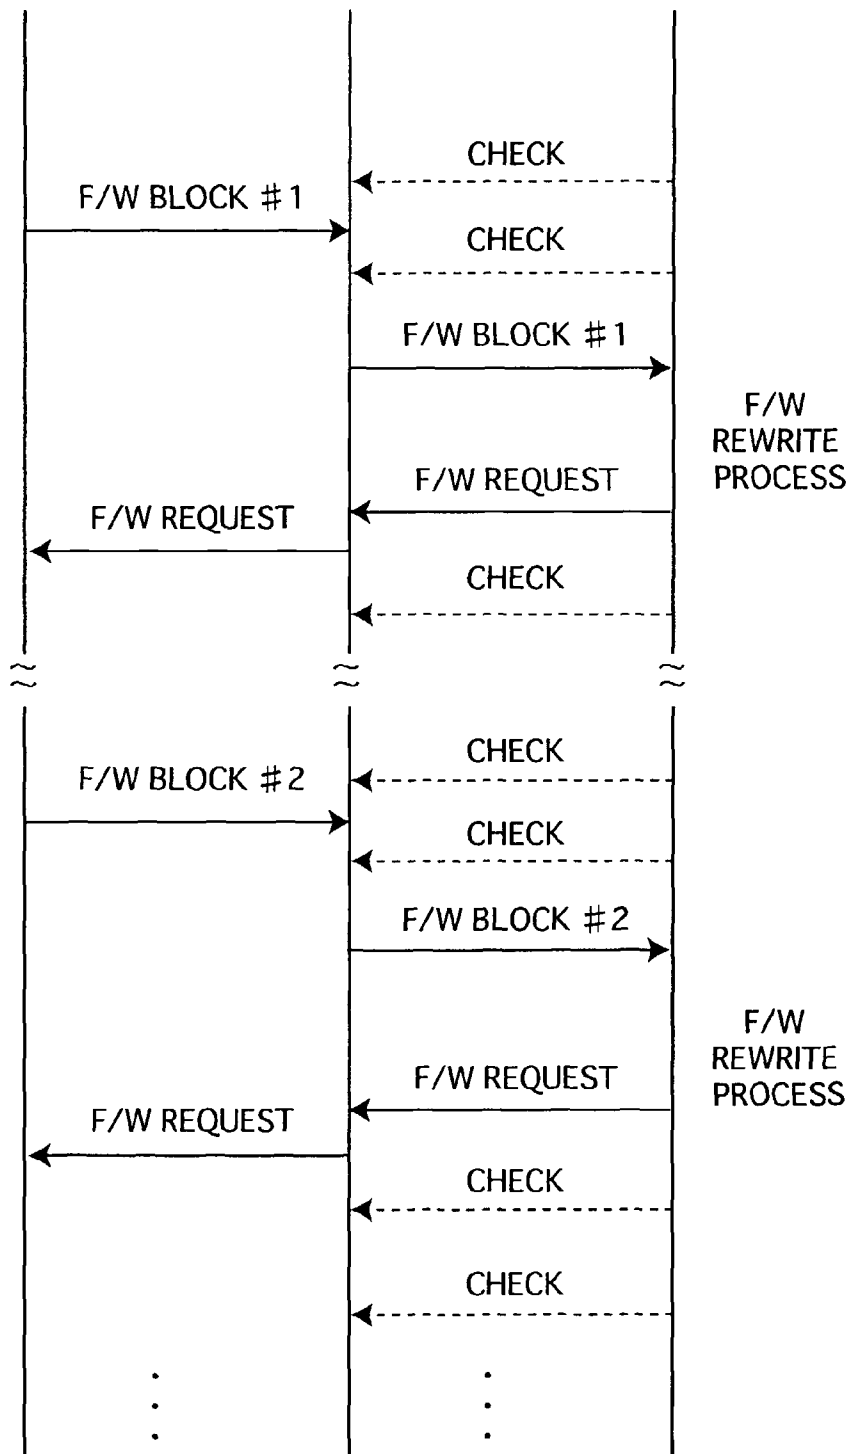 CHECK
F/W BLOCK #1
CHECK
F/W BLOCK #1
F/W
REWRITE
PROCESS
F/W REQUEST
F/W REQUEST
CHECK
CHECK
F/W BLOCK #2
CHECK
F/W BLOCK #2
F/W
REWRITE
PROCESS
F/W REQUEST
F/W REQUEST
CHECK
CHECK